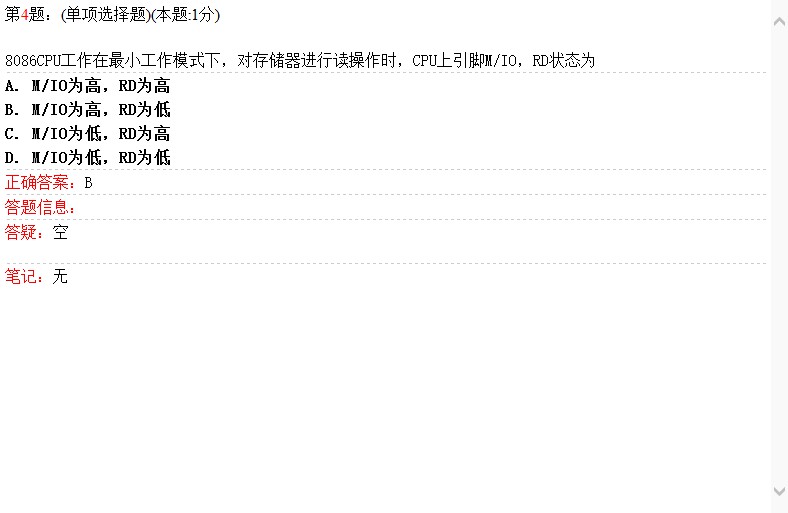 第4题：(单项选择题)(本题:1分)
8086CPU工作在最小工作模式下，对存储器进行读操作时，CPU上引脚M/IO，RD状态为
A. M/IO为高，RD为高
B. M/IO为高，RD为低
C. M/IO为低，RD为高
D. M/IO为低，RD为低
正确答案：B
答题信息：
答疑：空
笔记：无